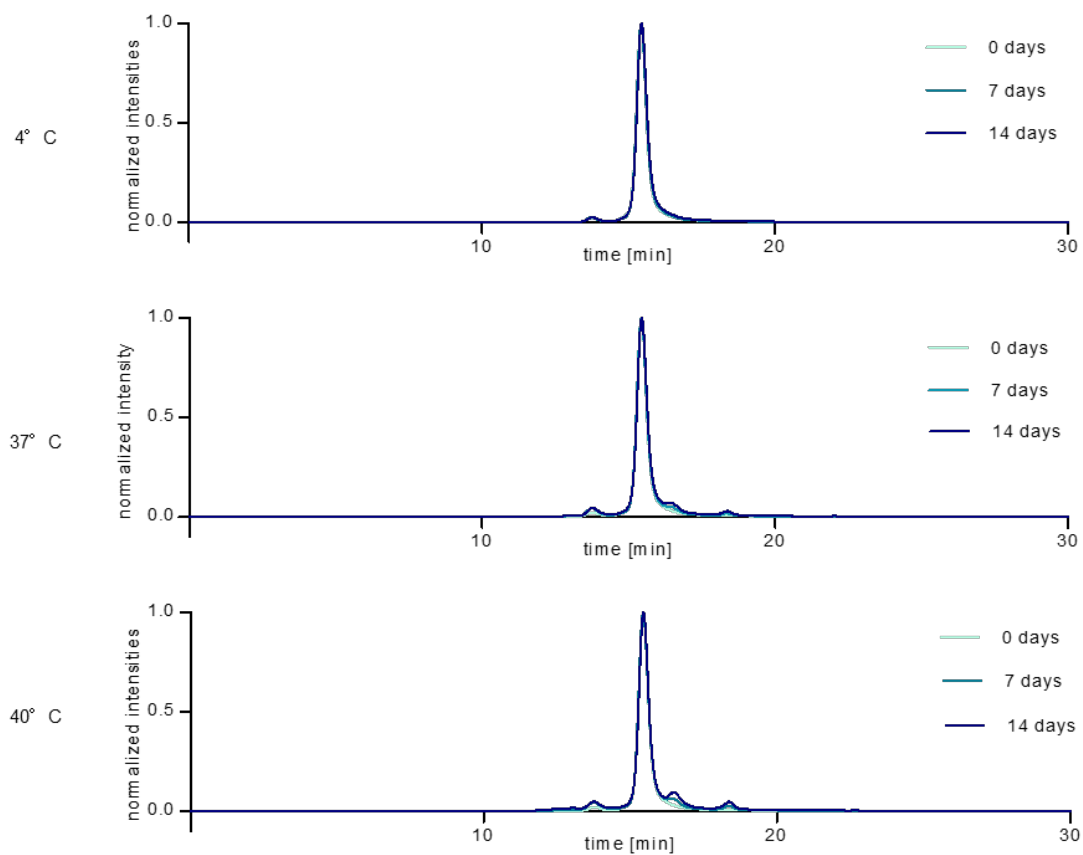 4° C
normalized intensities
1.0
0.5
0.0
10
20
30
time [min]
0 days
7 days
14 days
37° C
normalized intensity
1.0
0.5
0.0
10
20
30
time [min]
0 days
7 days
14 days
40° C
normalized intensities
1.0
0.5
0.0
10
20
30
time [min]
0 days
7 days
14 days